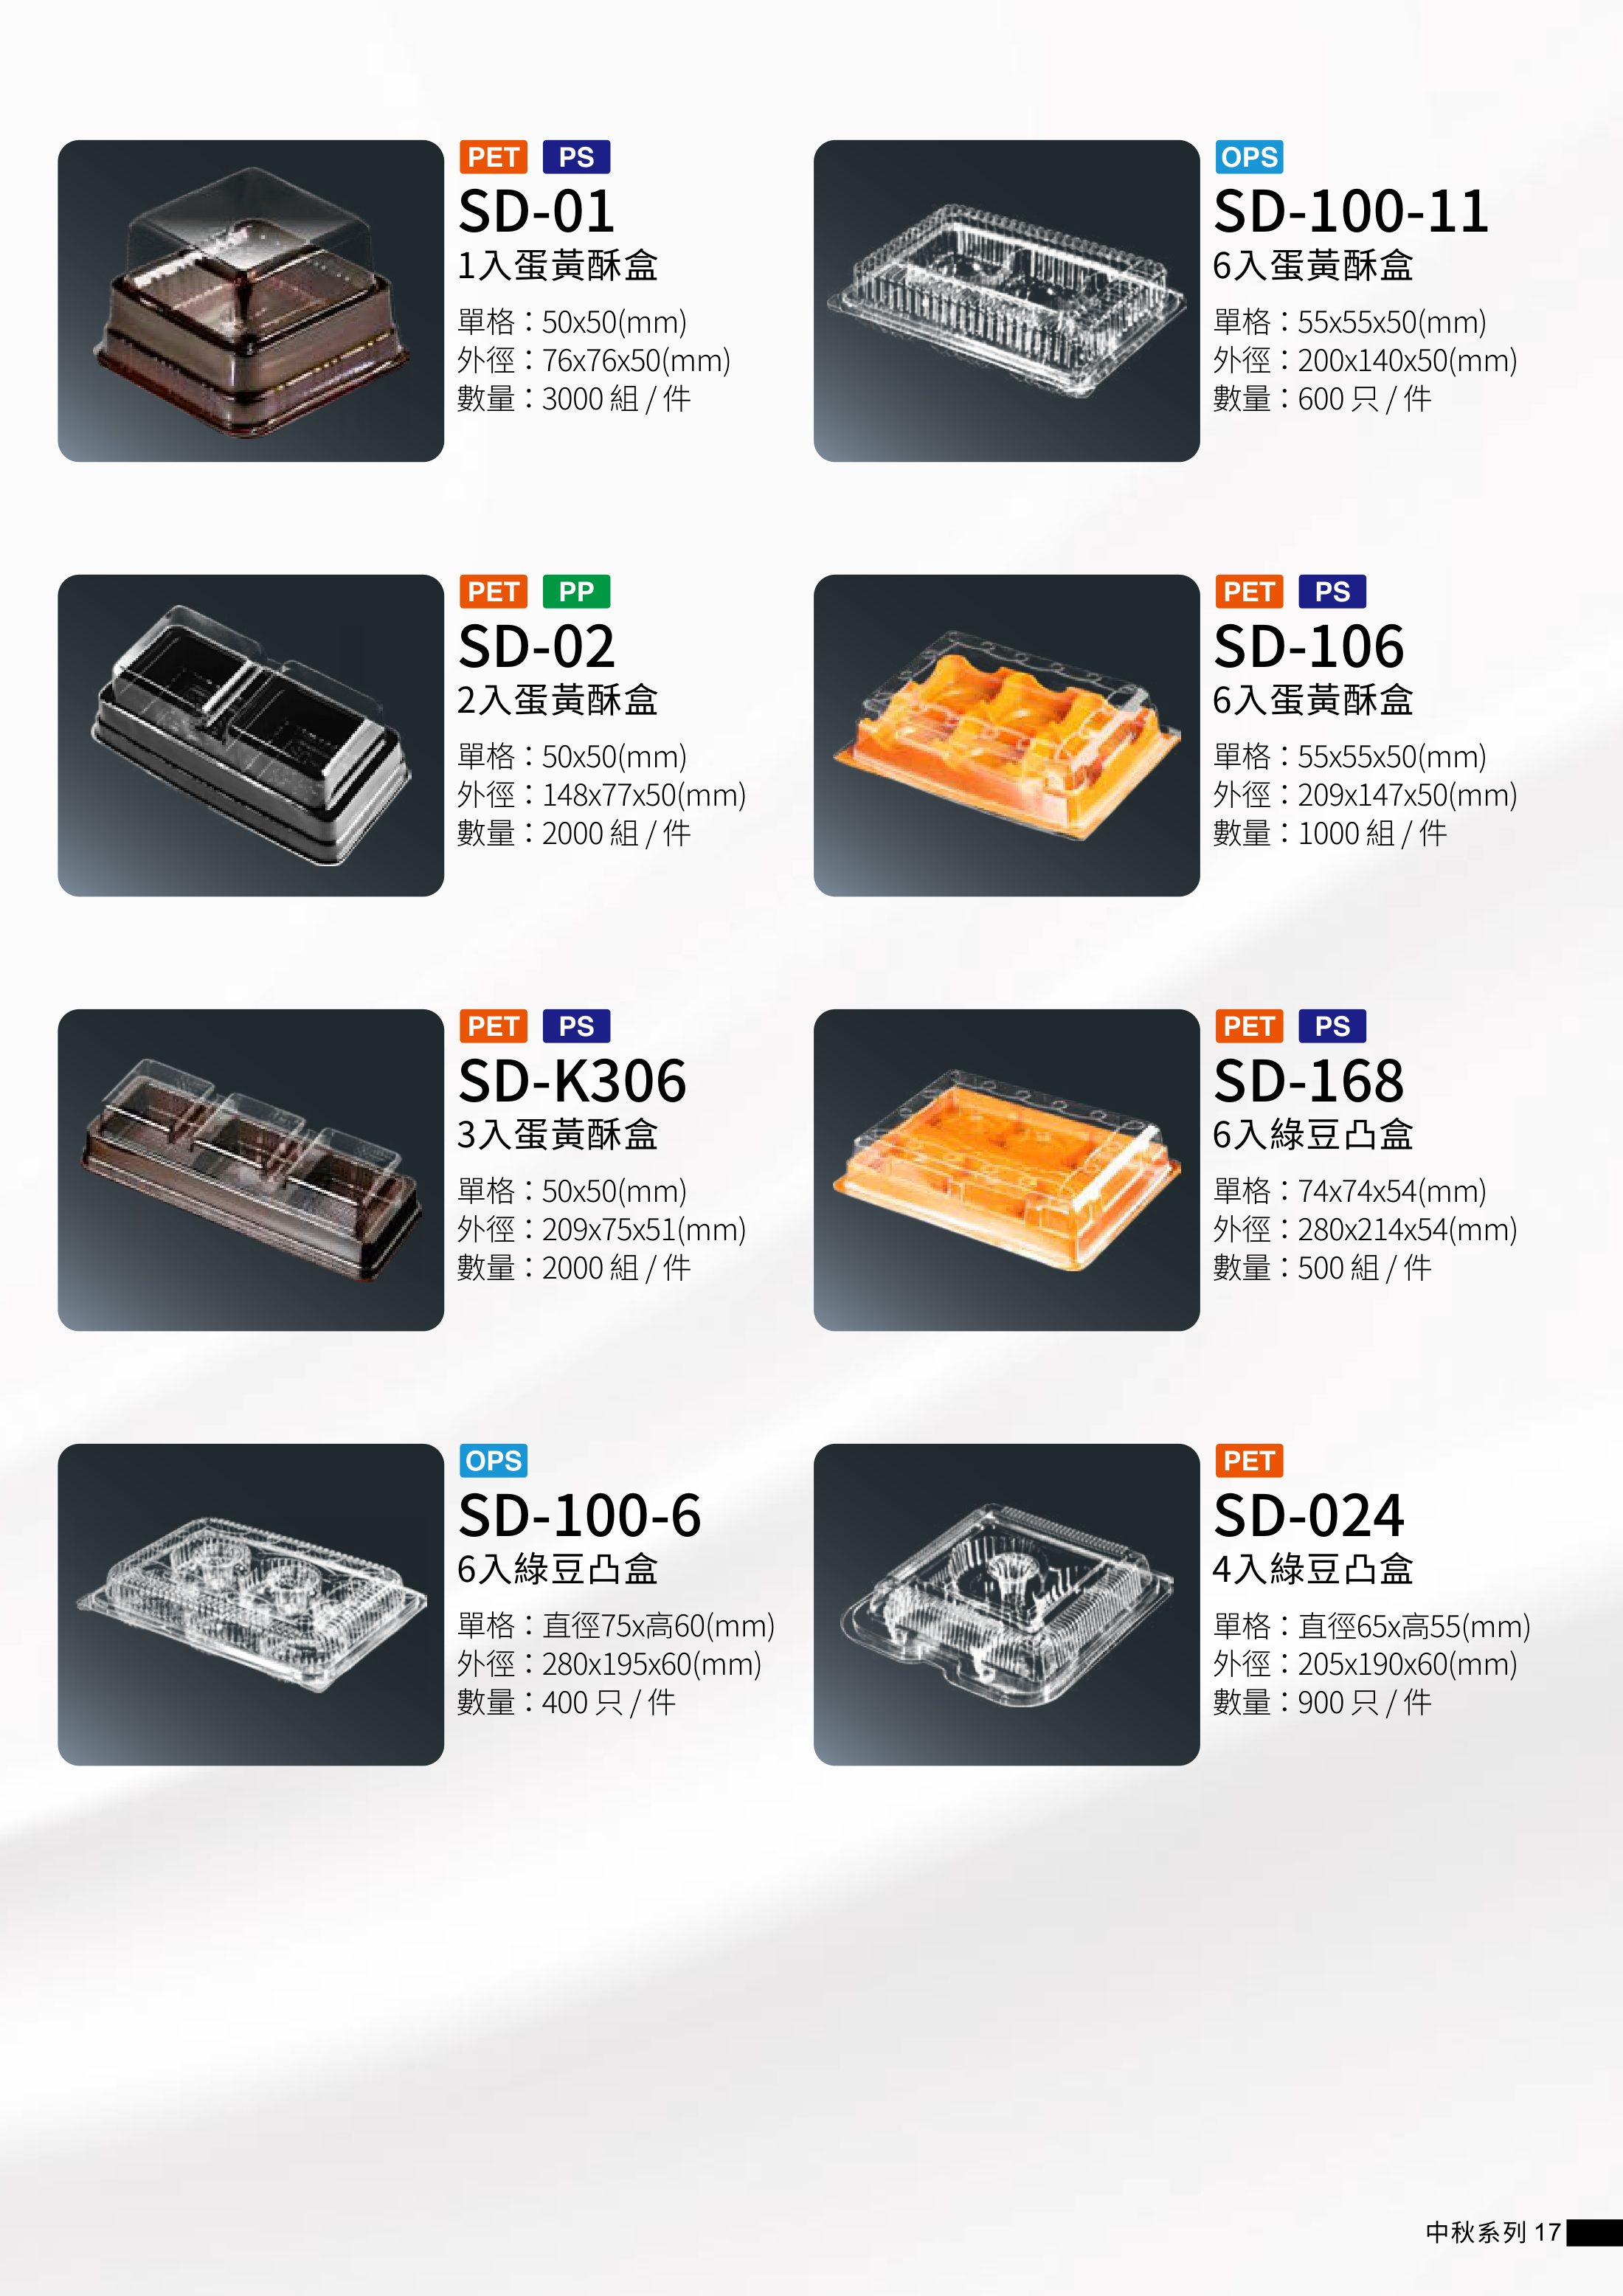 PET PS
SD-01
1入蛋黃酥盒
單格：50x50(mm)
外徑：76x76x50(mm)
數量：3000 組 / 件
OPS
SD-100-11
6入蛋黃酥盒
單格：55x55x50(mm)
外徑：200x140x50(mm)
數量：600 只 / 件
PET PP
SD-02
2入蛋黃酥盒
單格：50x50(mm)
外徑：148x77x50(mm)
數量：2000 組 / 件
PET PS
SD-106
6入蛋黃酥盒
單格：55x55x50(mm)
外徑：209x147x50(mm)
數量：1000 組 / 件
PET PS
SD-K306
3入蛋黃酥盒
單格：50x50(mm)
外徑：209x75x51(mm)
數量：2000 組 / 件
PET PS
SD-168
6入綠豆凸盒
單格：74x74x54(mm)
外徑：280x214x54(mm)
數量：500 組 / 件
OPS
SD-100-6
6入綠豆凸盒
單格：直徑75x高60(mm)
外徑：280x195x60(mm)
數量：400 只 / 件
PET
SD-024
4入綠豆凸盒
單格：直徑65x高55(mm)
外徑：205x190x60(mm)
數量：900 只 / 件
中秋系列 17